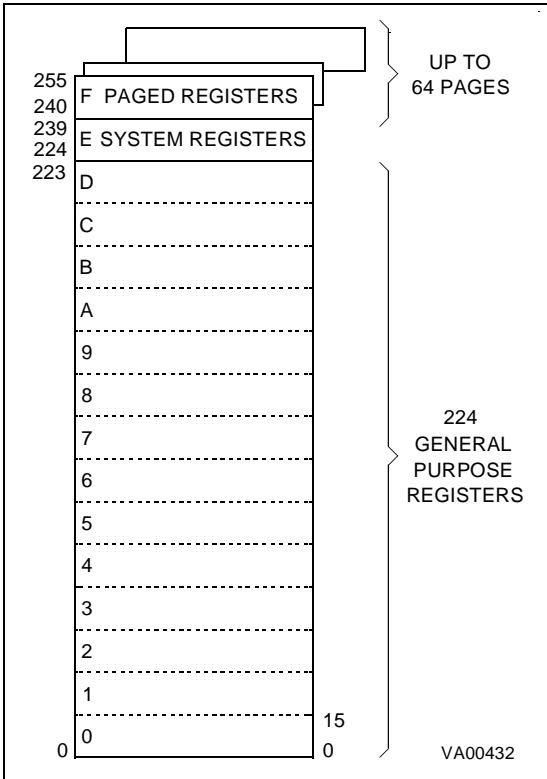 UP TO
64 PAGES
255
F PAGED REGISTERS
240
239
E SYSTEM REGISTERS
224
223
D
C
B
A
9
8
7
224
GENERAL
PURPOSE
REGISTERS
6
5
4
3
2
1
15
0
0
0
VA00432